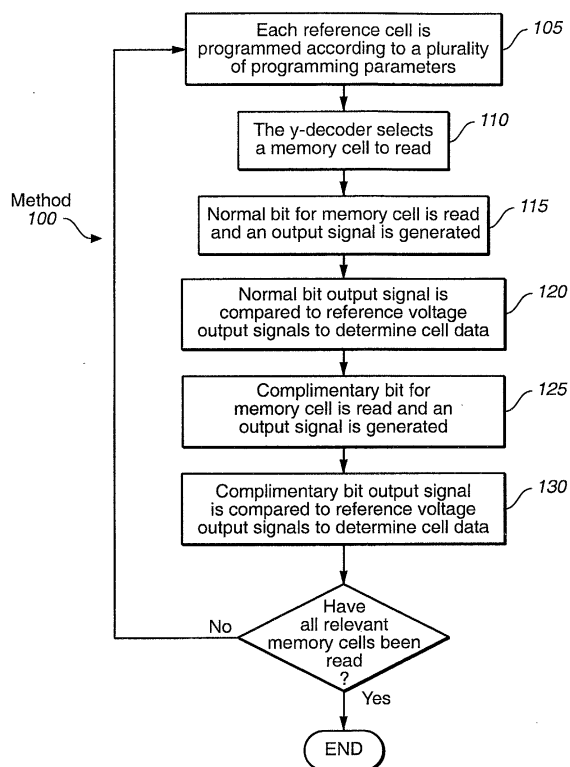 Each reference cell is
programmed according to a plurality
of programming parameters
105
The y-decoder selects
a memory cell to read
110
Method
100
Normal bit for memory cell is read
and an output signal is generated
115
Normal bit output signal is
compared to reference voltage
output signals to determine cell data
120
Complimentary bit for
memory cell is read and an
output signal is generated
125
Complimentary bit output signal
is compared to reference voltage
output signals to determine cell data
130
Have
all relevant
memory cells been
read
?
No
Yes
END